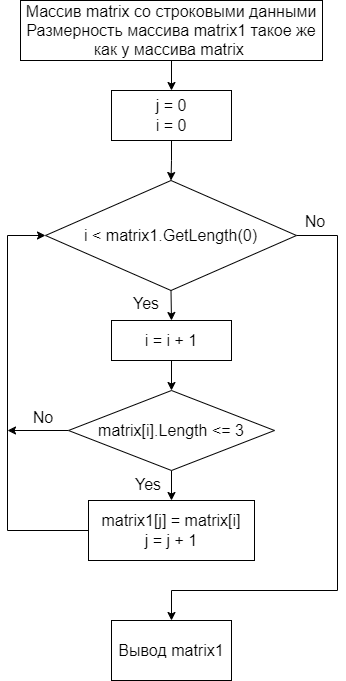 Массив matrix со строковыми данными
Размерность массива matrix1 такое же
как у массива matrix
j = 0
i = 0
i < matrix1.GetLength(0)
No
Yes
i = i + 1
No
matrix[i].Length <= 3
Yes
matrix1[j] = matrix[i]
j = j + 1
Вывод matrix1